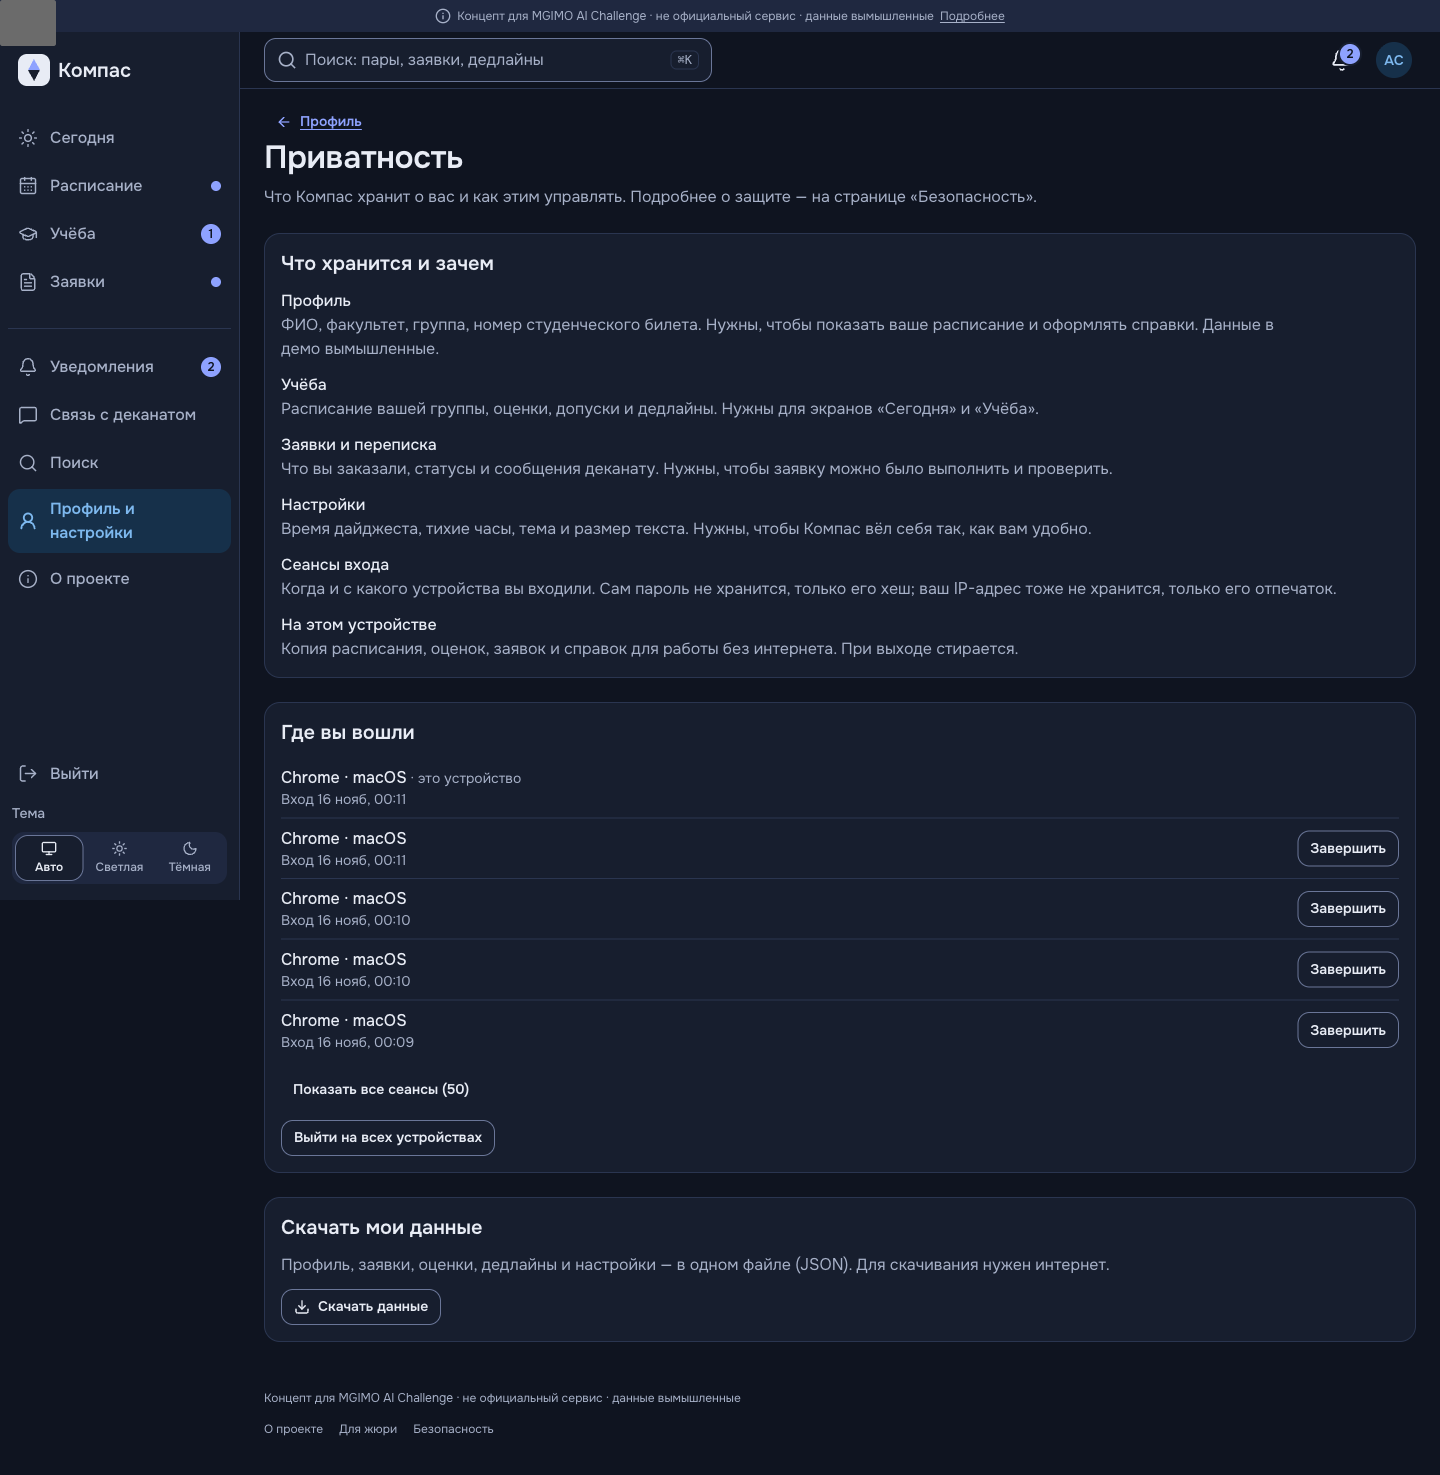 Концепт для MGIMO AI Challenge · не официальный сервис · данные вымышленные Подробнее
Компас
Поиск: пары, заявки, дедлайны
⌘K
2
АС
Сегодня
Расписание
Учёба
1
Заявки
Уведомления
2
Связь с деканатом
Поиск
Профиль и
настройки
О проекте
Выйти
Тема
Авто
Светлая
Тёмная
Профиль
Приватность
Что Компас хранит о вас и как этим управлять. Подробнее о защите — на странице «Безопасность».
Что хранится и зачем
Профиль
ФИО, факультет, группа, номер студенческого билета. Нужны, чтобы показать ваше расписание и оформлять справки. Данные в
демо вымышленные.
Учёба
Расписание вашей группы, оценки, допуски и дедлайны. Нужны для экранов «Сегодня» и «Учёба».
Заявки и переписка
Что вы заказали, статусы и сообщения деканату. Нужны, чтобы заявку можно было выполнить и проверить.
Настройки
Время дайджеста, тихие часы, тема и размер текста. Нужны, чтобы Компас вёл себя так, как вам удобно.
Сеансы входа
Когда и с какого устройства вы входили. Сам пароль не хранится, только его хеш; ваш IP-адрес тоже не хранится, только его отпечаток.
На этом устройстве
Копия расписания, оценок, заявок и справок для работы без интернета. При выходе стирается.
Где вы вошли
Chrome · macOS · это устройство
Вход 16 нояб, 00:11
Chrome · macOS
Вход 16 нояб, 00:11
Завершить
Chrome · macOS
Вход 16 нояб, 00:10
Завершить
Chrome · macOS
Вход 16 нояб, 00:10
Завершить
Chrome · macOS
Вход 16 нояб, 00:09
Завершить
Показать все сеансы (50)
Выйти на всех устройствах
Скачать мои данные
Профиль, заявки, оценки, дедлайны и настройки — в одном файле (JSON). Для скачивания нужен интернет.
Скачать данные
Концепт для MGIMO AI Challenge · не официальный сервис · данные вымышленные
О проекте
Для жюри
Безопасность